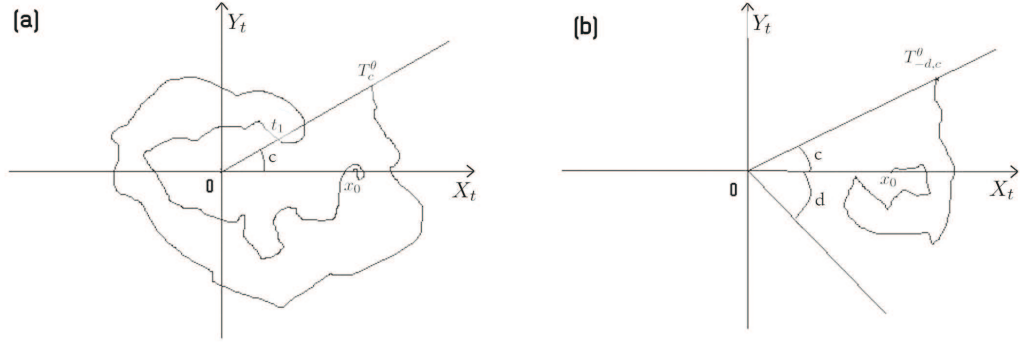 (a)
Y_t
T_c^θ
t_1
c
0
x_0
X_t
(b)
Y_t
T_{-d,c}^θ
c
0
x_0
X_t
d